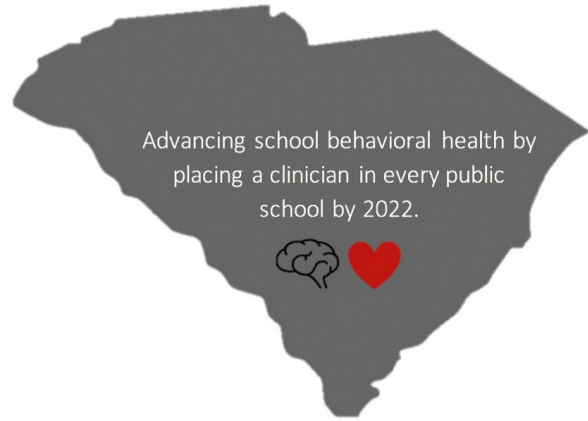 Advancing school behavioral health by
placing a clinician in every public
school by 2022.